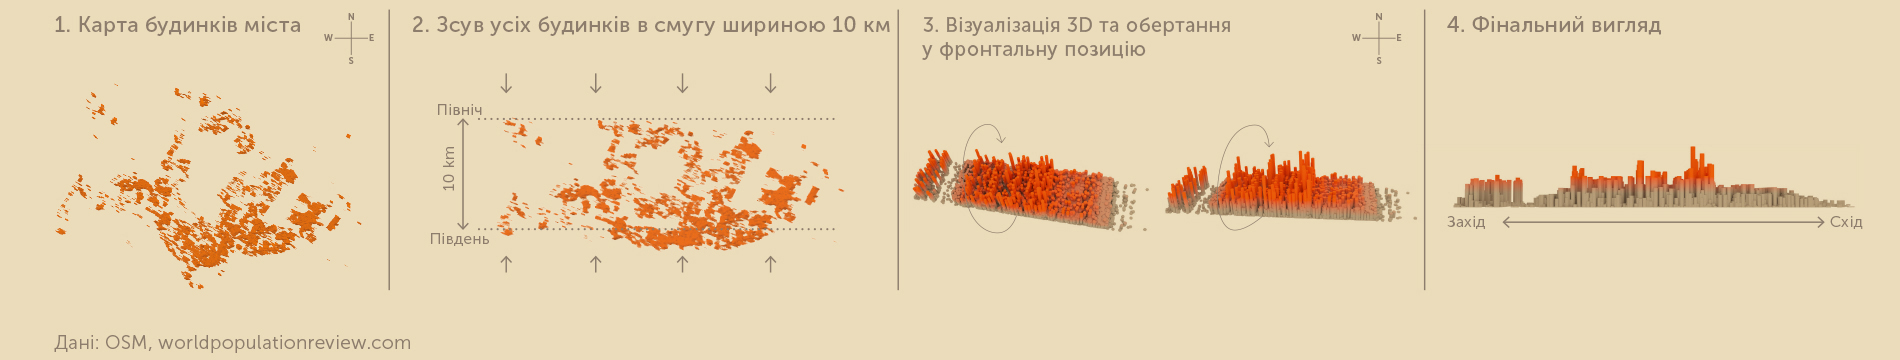 1. Карта будинків міста
N
W E
S
2. Зсув усіх будинків в смугу шириною 10 км
Північ
10 km
Південь
3. Візуалізація 3D та обертання
у фронтальну позицію
N
W E
S
4. Фінальний вигляд
Захід
Схід
Дані: OSM, worldpopulationreview.com